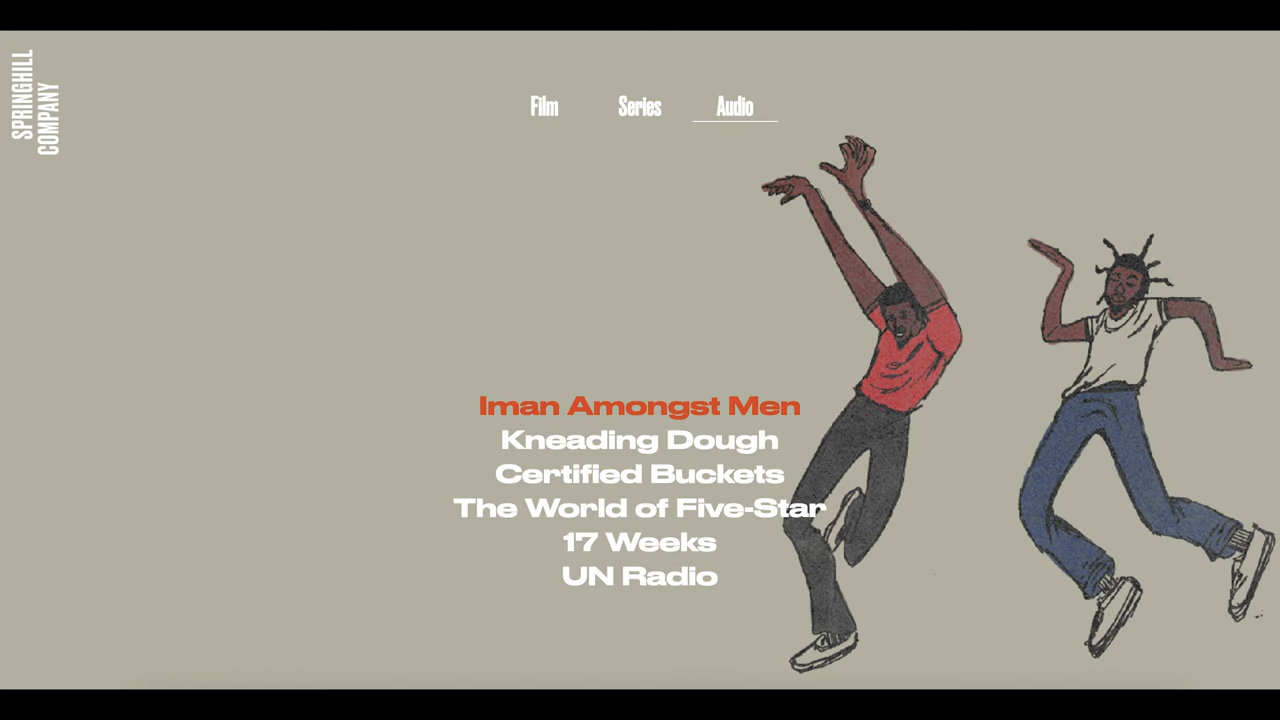 SPRINGHILL
COMPANY
Film
Series
Audio
Iman Amongst Men
Kneading Dough
Certified Buckets
The World of Five-Star
17 Weeks
UN Radio